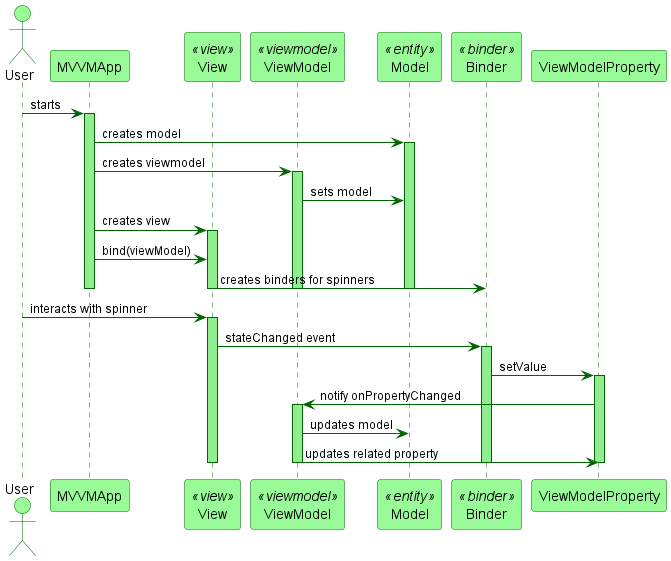 User
MVVMApp
«view»
View
«viewmodel»
ViewModel
«entity»
Model
«binder»
Binder
ViewModelProperty
starts
creates model
creates viewmodel
sets model
creates view
bind(viewModel)
creates binders for spinners
interacts with spinner
stateChanged event
setValue
notify onPropertyChanged
updates model
updates related property
User
MVVMApp
«view»
View
«viewmodel»
ViewModel
«entity»
Model
«binder»
Binder
ViewModelProperty